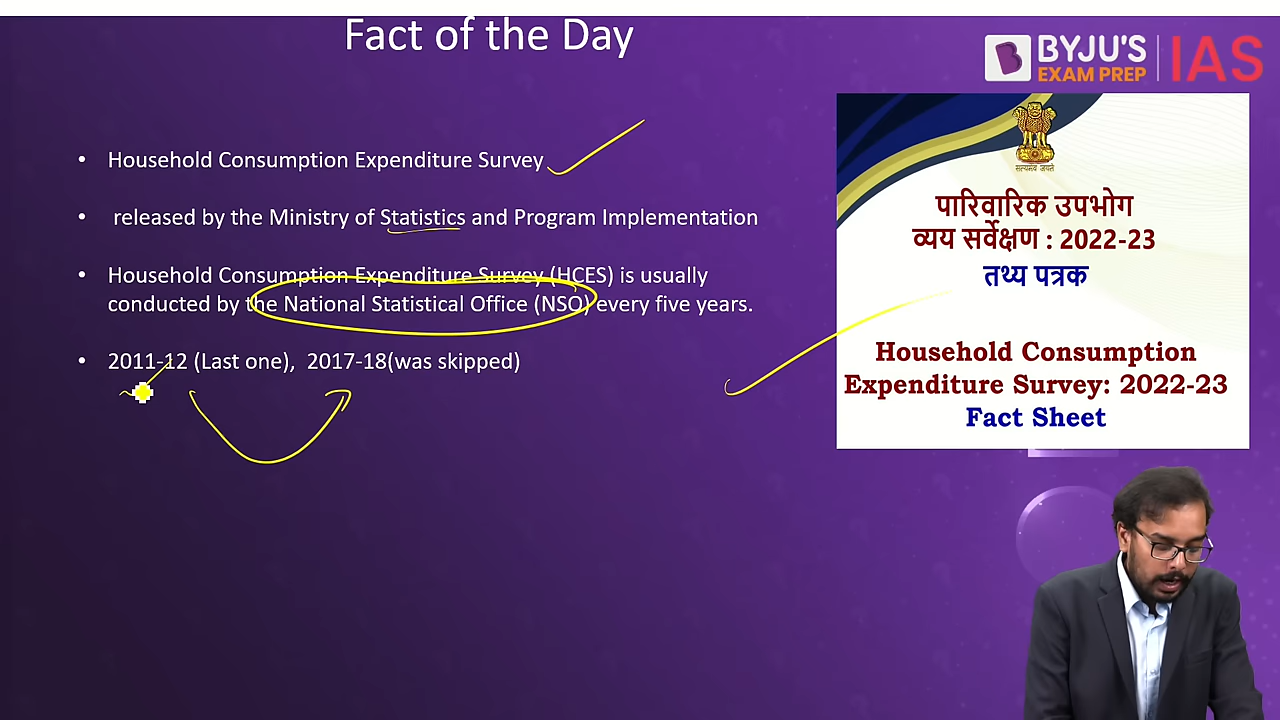 Fact of the Day
BYJU'S
EXAM PREP
IAS
• Household Consumption Expenditure Survey
• released by the Ministry of Statistics and Program Implementation
• Household Consumption Expenditure Survey (HCES) is usually
conducted by the National Statistical Office (NSO) every five years.
• 2011-12 (Last one), 2017-18(was skipped)
सत्यमेव जयते
पारिवारिक उपभोग
व्यय सर्वेक्षण : 2022-23
तथ्य पत्रक
Household Consumption
Expenditure Survey: 2022-23
Fact Sheet